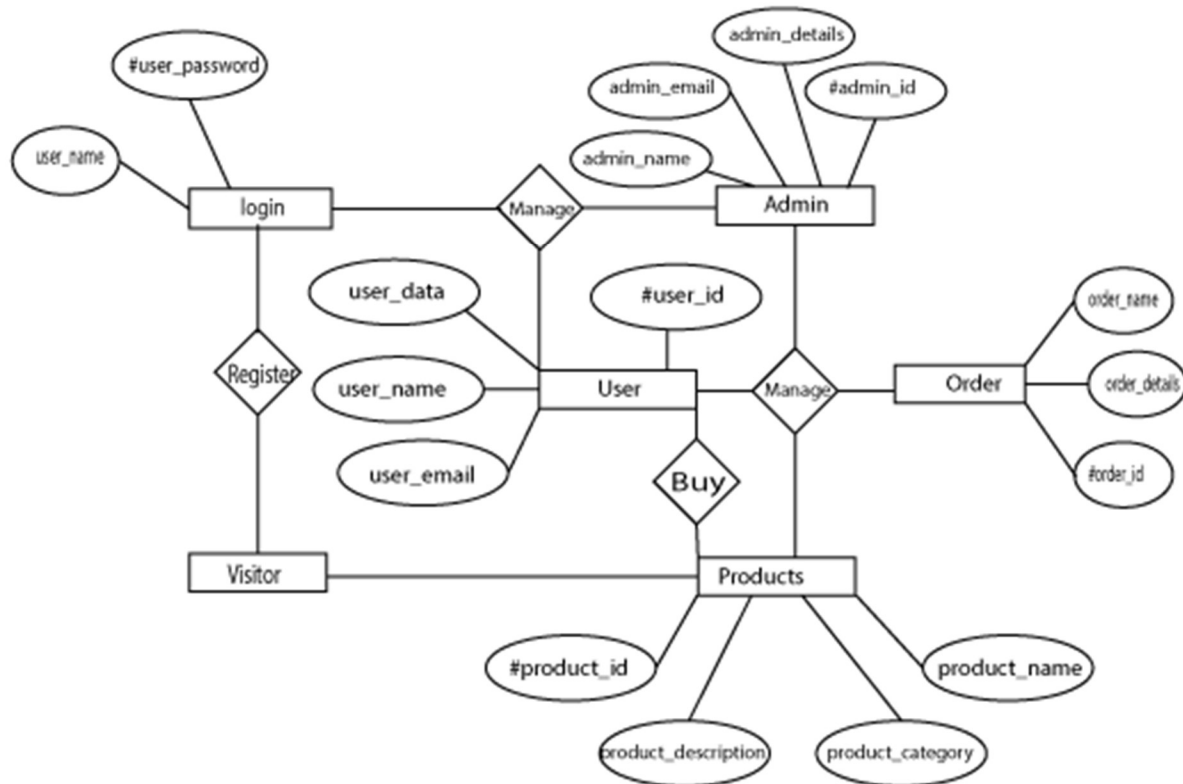 admin_details
#user_password
admin_email
#admin_id
user_name
admin_name
login
Manage
Admin
user_data
#user_id
order_name
Register
user_name
User
Manage
Order
order_details
user_email
Buy
#order_id
Visitor
Products
#product_id
product_name
product_description
product_category